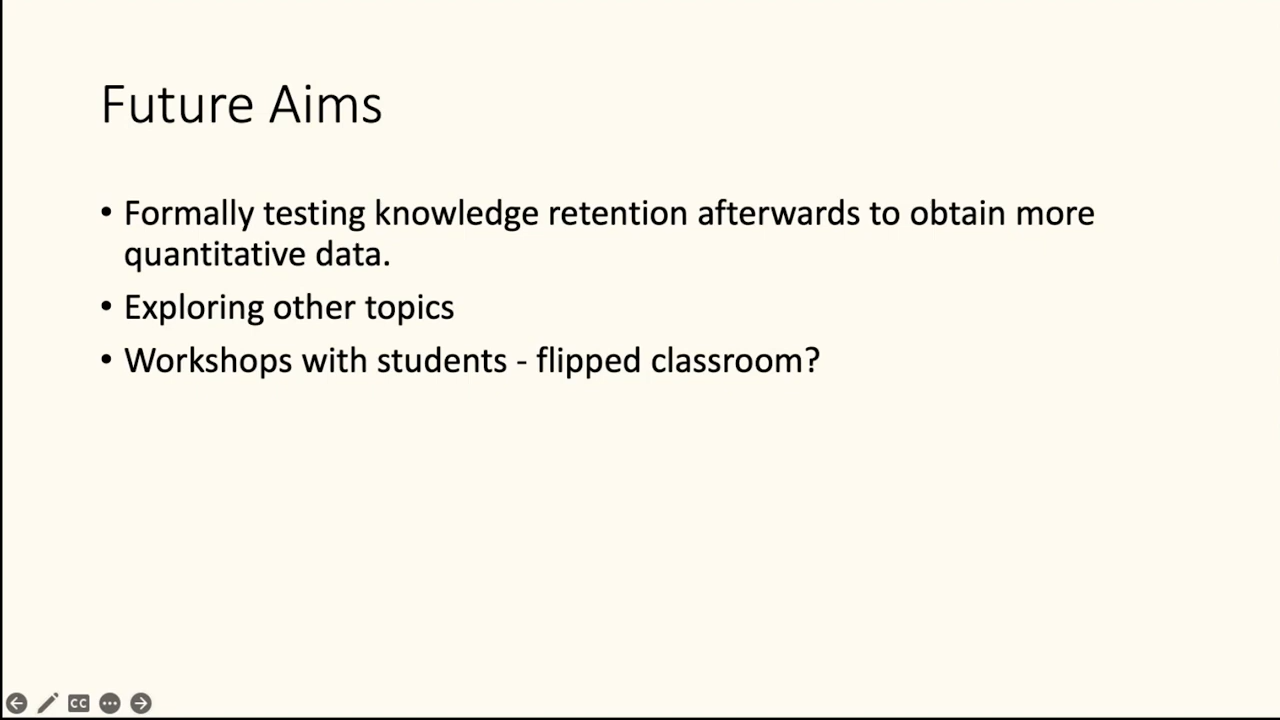 Future Aims
• Formally testing knowledge retention afterwards to obtain more
quantitative data.
• Exploring other topics
• Workshops with students - flipped classroom?
CC